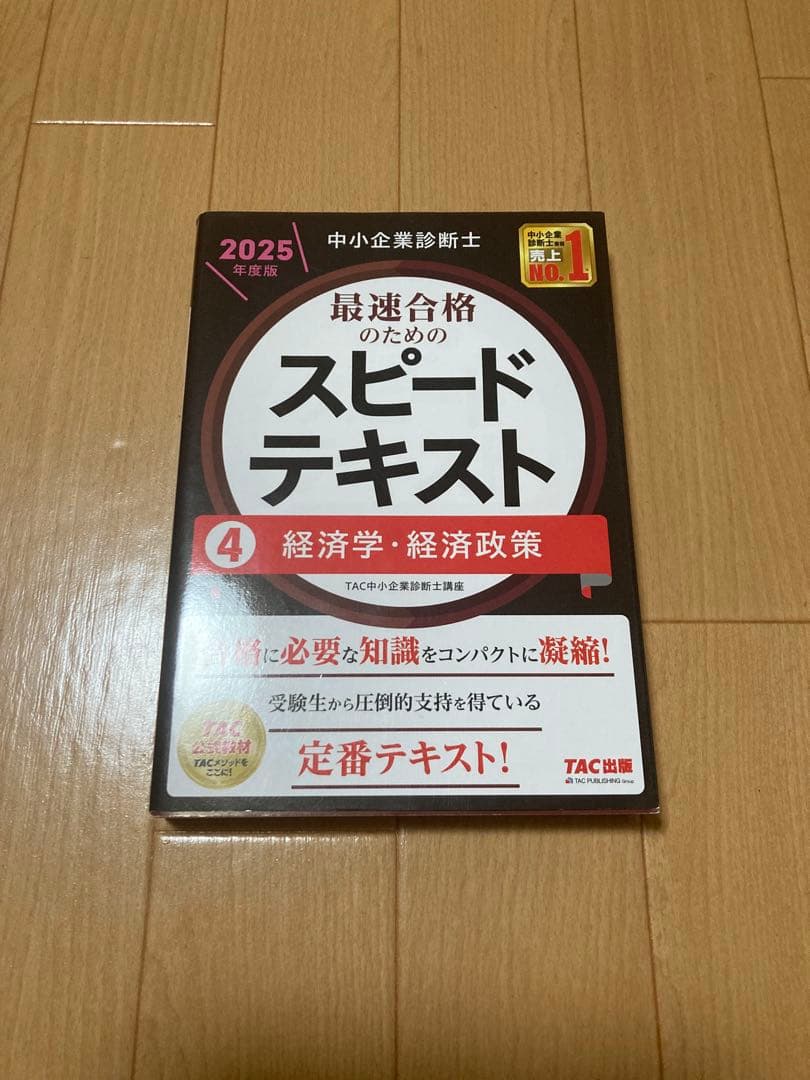 2025
年度版
中小企業診断士
中小企業
診断士書籍
売上
NO.1
最速合格
のための
スピード
テキスト
4 経済学・経済政策
TAC中小企業診断士講座
合格に必要な知識をコンパクトに凝縮!
受験生から圧倒的支持を得ている
定番テキスト!
TAC
公式教材
TACメソッドを
ここに!
TAC出版
TAC PUBLISHING Group